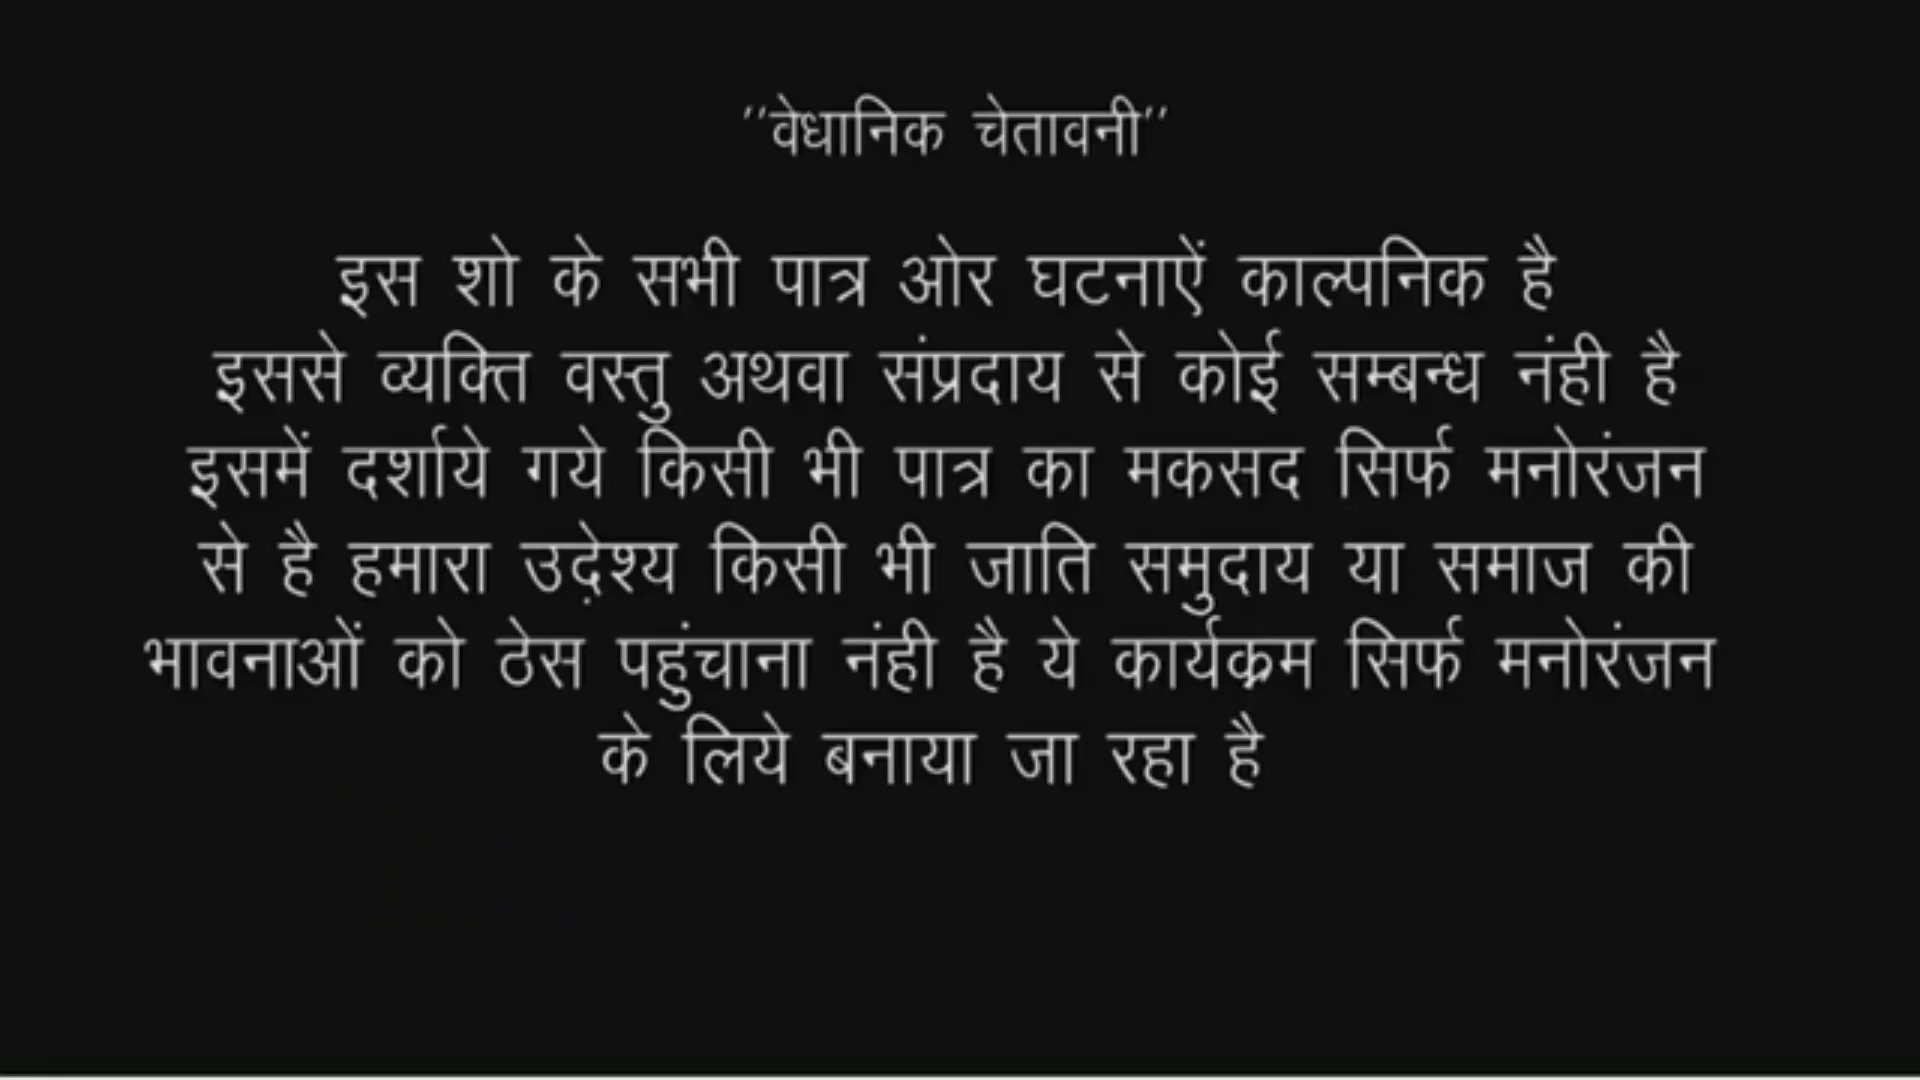 "वेधानिक चेतावनी"
इस शो के सभी पात्र ओर घटनाऐं काल्पनिक है
इससे व्यक्ति वस्तु अथवा संप्रदाय से कोई सम्बन्ध नंही है
इसमें दर्शाये गये किसी भी पात्र का मकसद सिर्फ मनोरंजन
से है हमारा उद़ेश्य किसी भी जाति समुदाय या समाज की
भावनाओं को ठेस पहुंचाना नंही है ये कार्यक्रम सिर्फ मनोरंजन
के लिये बनाया जा रहा है